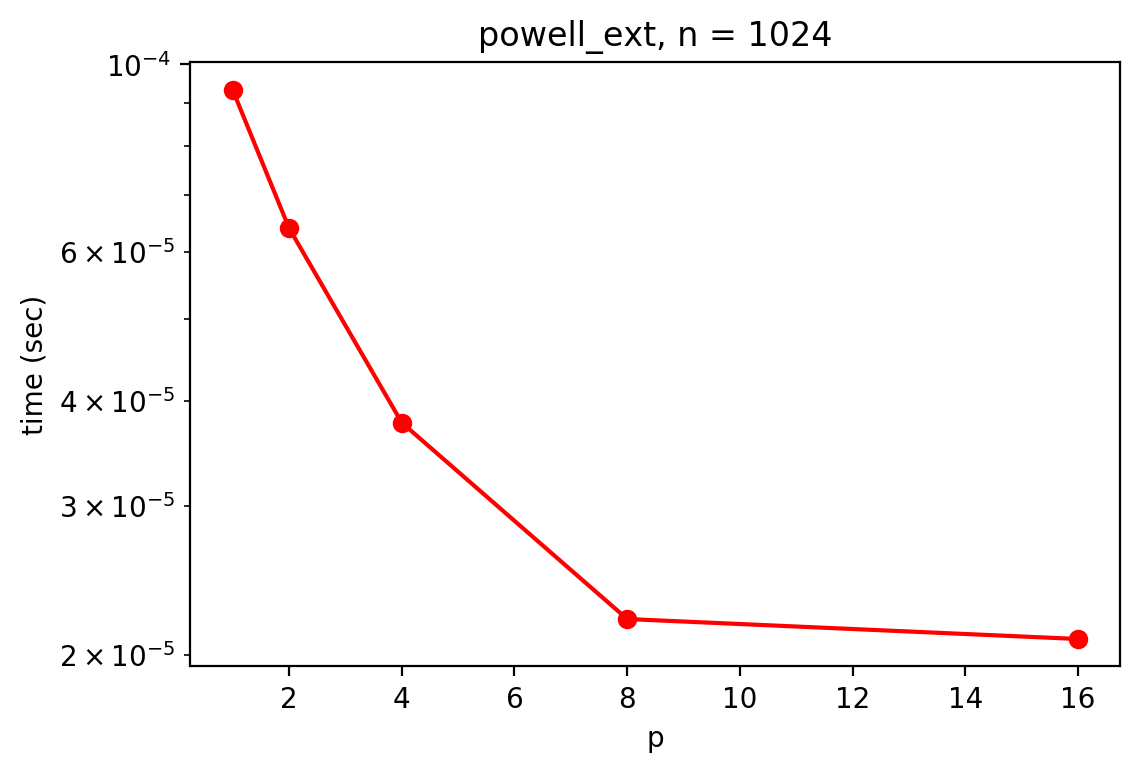 powell_ext, n = 1024
10⁻⁴
6 × 10⁻⁵
4 × 10⁻⁵
3 × 10⁻⁵
2 × 10⁻⁵
time (sec)
2 4 6 8 10 12 14 16
p